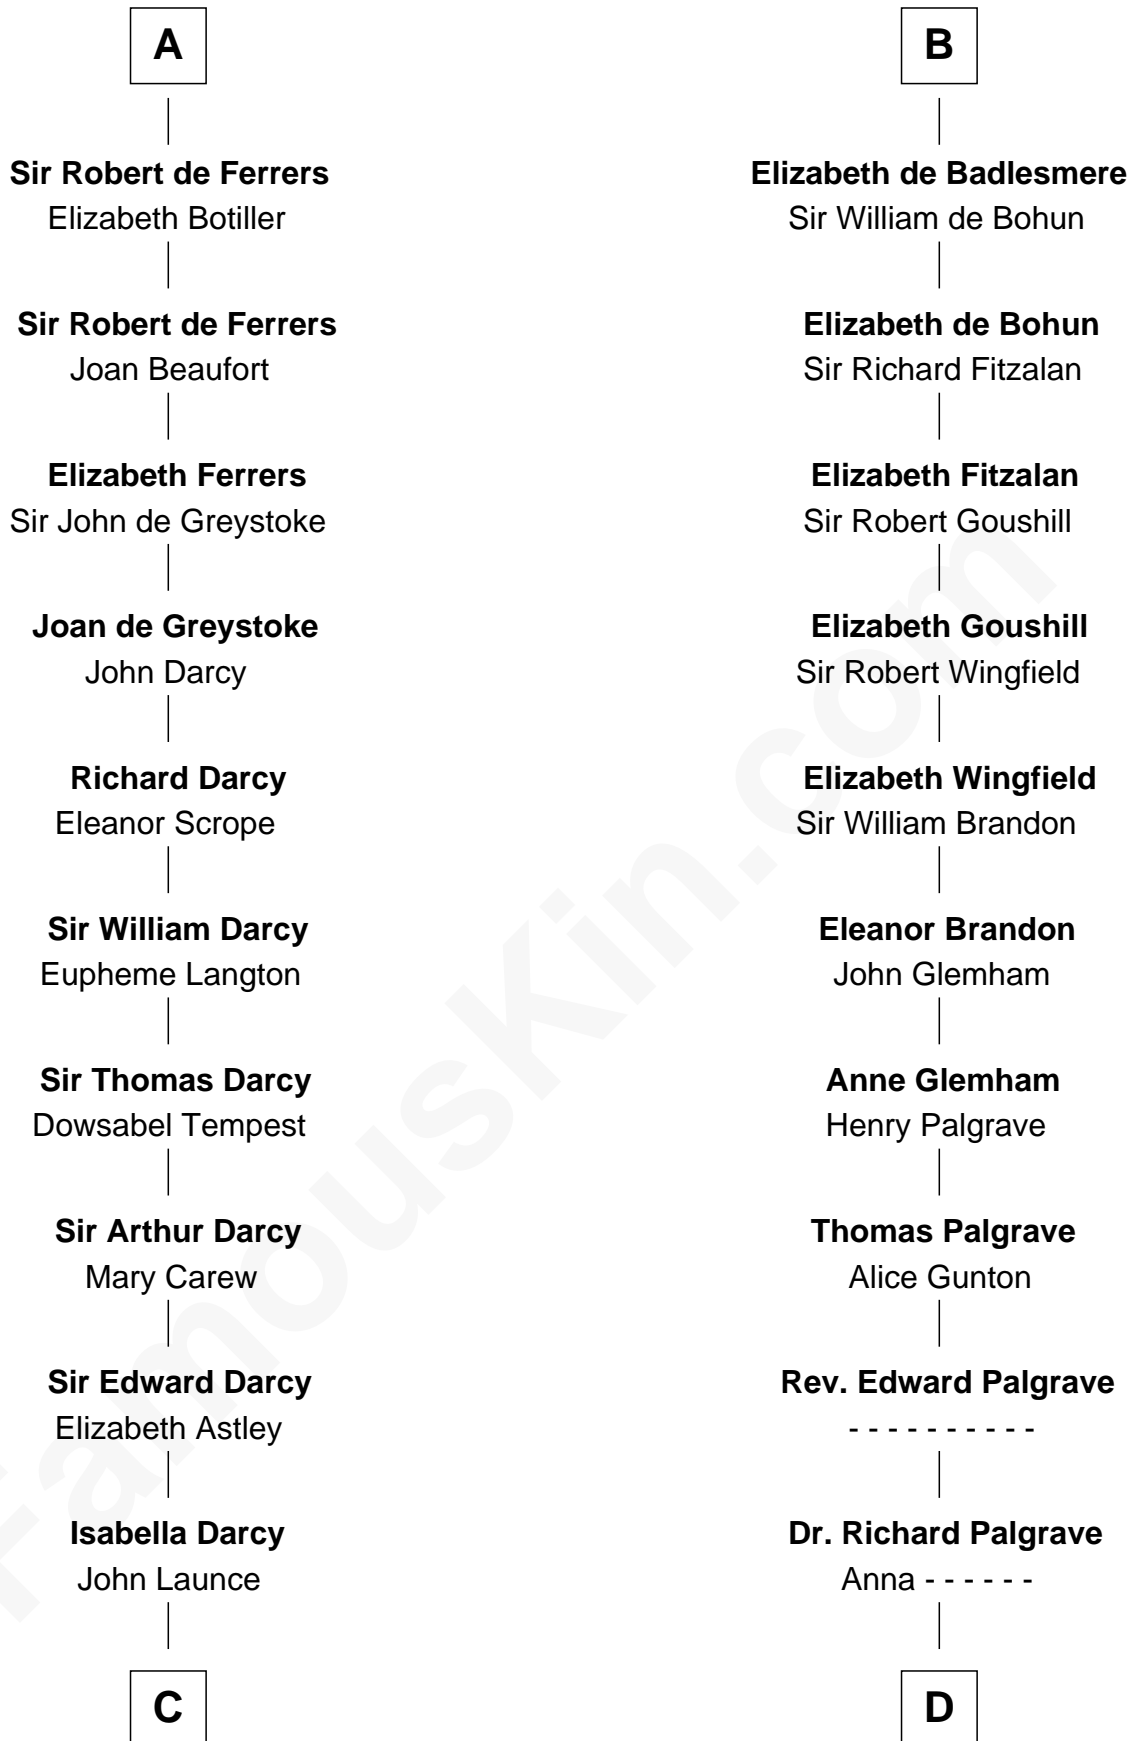 A
Sir Robert de Ferrers
Elizabeth Botiller
Sir Robert de Ferrers
Joan Beaufort
Elizabeth Ferrers
Sir John de Greystoke
Joan de Greystoke
John Darcy
Richard Darcy
Eleanor Scrope
Sir William Darcy
Eupheme Langton
Sir Thomas Darcy
Dowsabel Tempest
Sir Arthur Darcy
Mary Carew
Sir Edward Darcy
Elizabeth Astley
Isabella Darcy
John Launce
C
B
Elizabeth de Badlesmere
Sir William de Bohun
Elizabeth de Bohun
Sir Richard Fitzalan
Elizabeth Fitzalan
Sir Robert Goushill
Elizabeth Goushill
Sir Robert Wingfield
Elizabeth Wingfield
Sir William Brandon
Eleanor Brandon
John Glemham
Anne Glemham
Henry Palgrave
Thomas Palgrave
Alice Gunton
Rev. Edward Palgrave
- - - - - - - - - -
Dr. Richard Palgrave
Anna - - - - - -
D
FamousKin.com